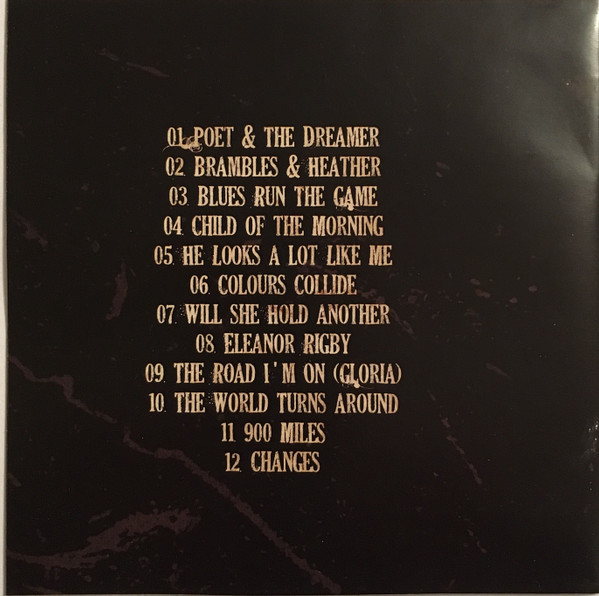 01. POET & THE DREAMER
02. BRAMBLES & HEATHER
03. BLUES RUN THE GAME
04. CHILD OF THE MORNING
05. HE LOOKS A LOT LIKE ME
06. COLOURS COLLIDE
07. WILL SHE HOLD ANOTHER
08. ELEANOR RIGBY
09. THE ROAD I'M ON (GLORIA)
10. THE WORLD TURNS AROUND
11. 900 MILES
12. CHANGES